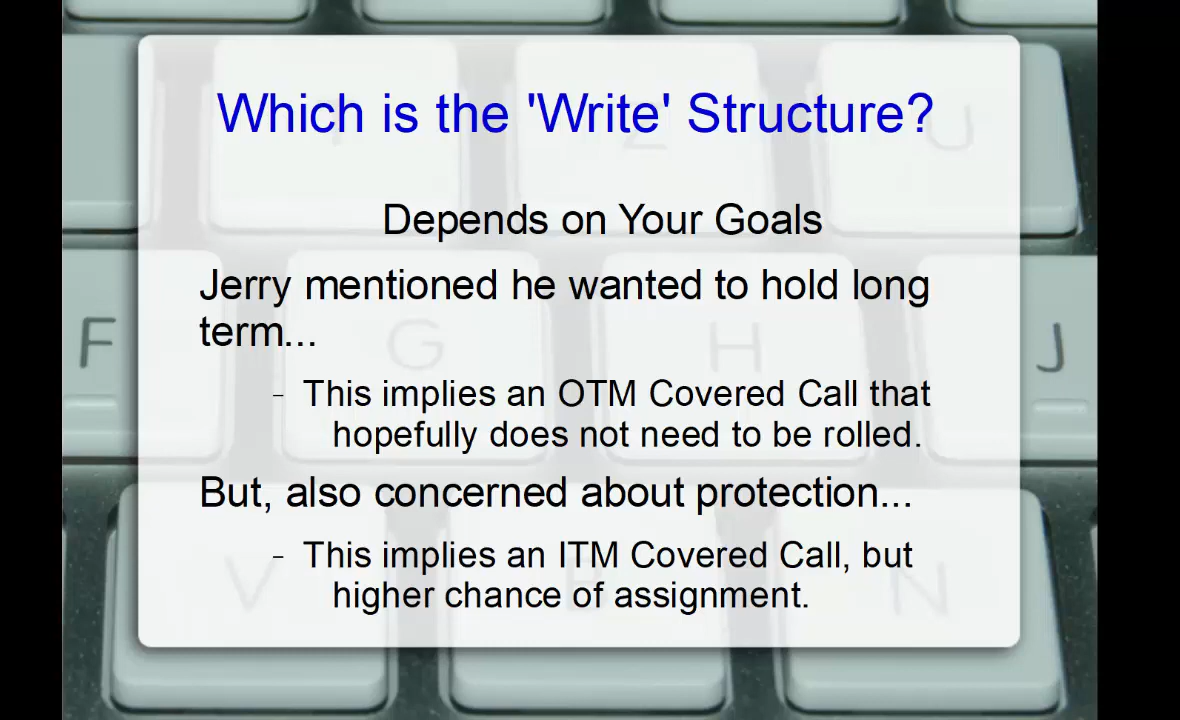 Which is the 'Write' Structure?
Depends on Your Goals
Jerry mentioned he wanted to hold long
term...
– This implies an OTM Covered Call that
hopefully does not need to be rolled.
But, also concerned about protection...
– This implies an ITM Covered Call, but
higher chance of assignment.
U
F
G
H
J
V
B
N